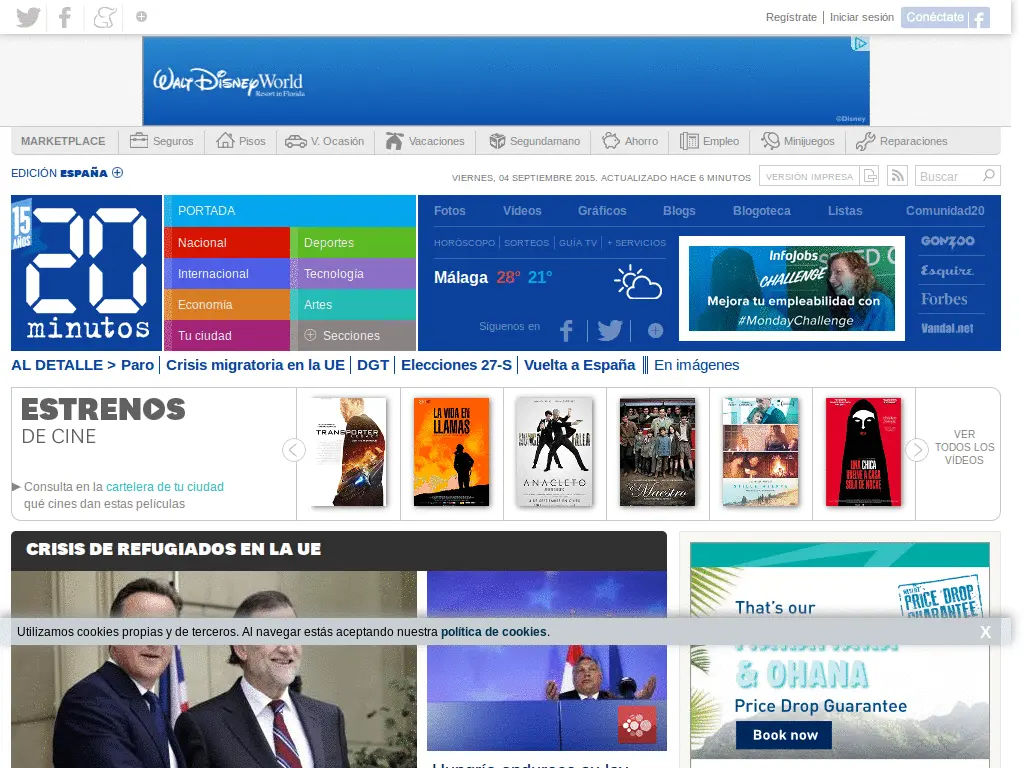 Regístrate | Iniciar sesión Conéctate
WALT DISNEY World
Resort in Florida
©Disney
MARKETPLACE Seguros Pisos V. Ocasión Vacaciones Segundamano Ahorro Empleo Minijuegos Reparaciones
EDICIÓN ESPAÑA
VIERNES, 04 SEPTIEMBRE 2015. ACTUALIZADO HACE 6 MINUTOS VERSIÓN IMPRESA Buscar
15 AÑOS
20
minutos
PORTADA
Nacional Deportes
Internacional Tecnología
Economía Artes
Tu ciudad Secciones
Fotos Vídeos Gráficos Blogs Blogoteca Listas Comunidad20
HORÓSCOPO | SORTEOS | GUÍA TV | + SERVICIOS
Málaga 28° 21°
Síguenos en
InfoJobs
CHALLENGE
Mejora tu empleabilidad con
#MondayChallenge
GONZOO
Esquire
Forbes
Vandal.net
AL DETALLE > Paro | Crisis migratoria en la UE | DGT | Elecciones 27-S | Vuelta a España || En imágenes
ESTRENOS
DE CINE
Consulta en la cartelera de tu ciudad
qué cines dan estas películas
TRANSPORTER
LA VIDA EN
LLAMAS
ANACLETO
El Maestro
UNA CHICA
VUELVE A CASA
SOLA DE NOCHE
VER
TODOS LOS
VÍDEOS
CRISIS DE REFUGIADOS EN LA UE
That's our
PRICE DROP
GUARANTEE
& OHANA
Price Drop Guarantee
Book now
Utilizamos cookies propias y de terceros. Al navegar estás aceptando nuestra política de cookies. X
Hungría endurece su ley